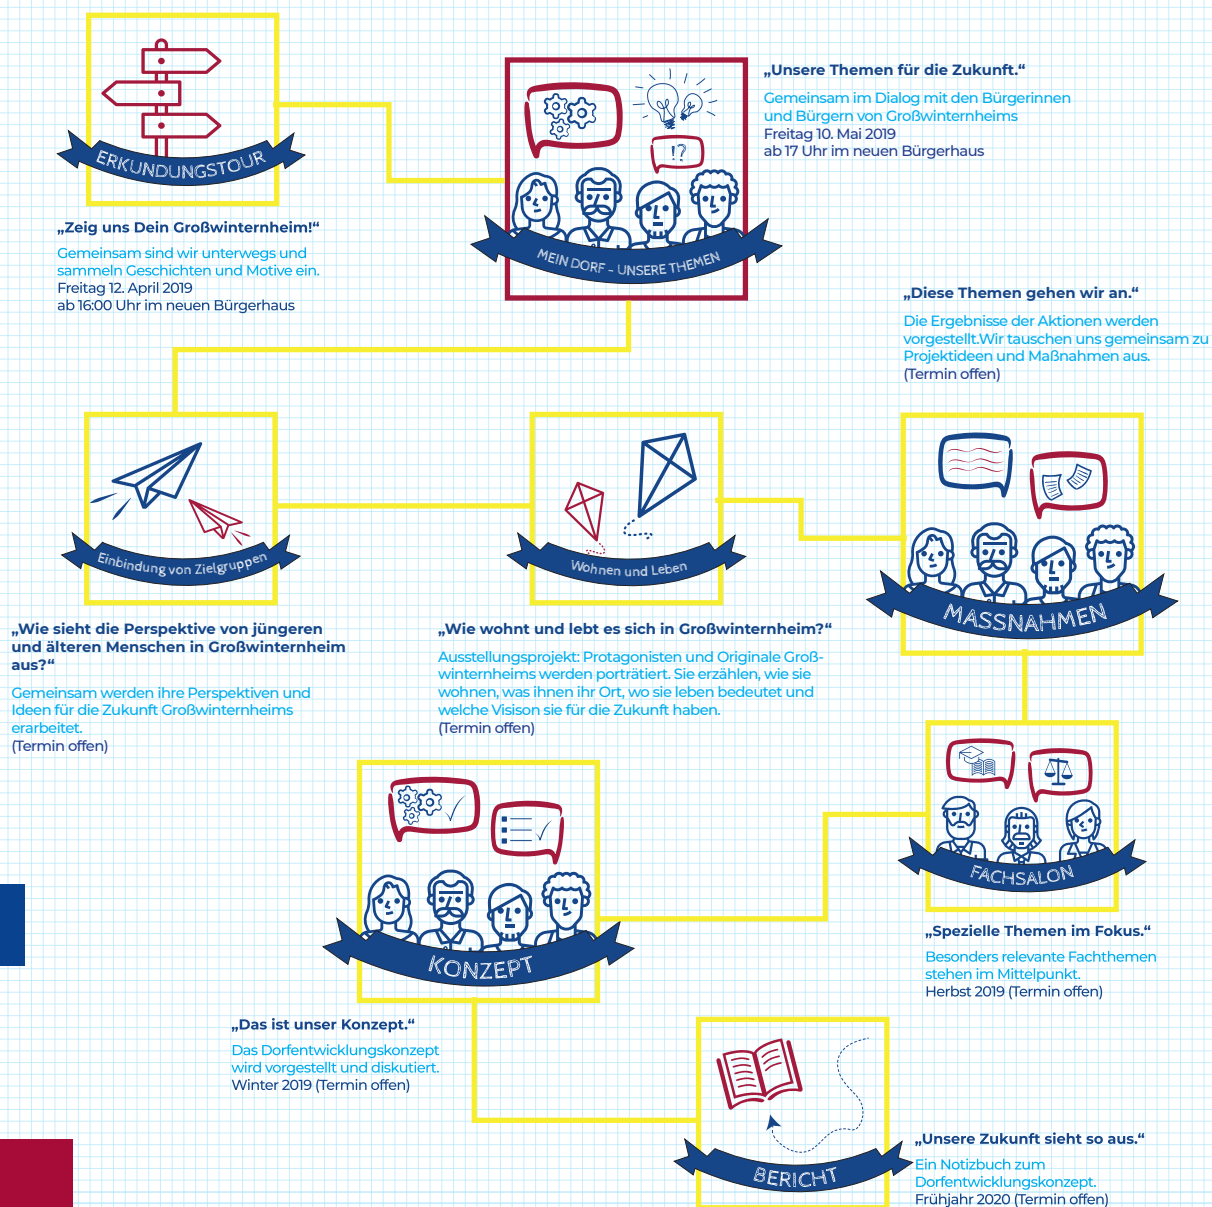 ERKUNDUNGSTOUR
„Zeig uns Dein Großwinternheim!“
Gemeinsam sind wir unterwegs und
sammeln Geschichten und Motive ein.
Freitag 12. April 2019
ab 16:00 Uhr im neuen Bürgerhaus
!?
MEIN DORF - UNSERE THEMEN
„Unsere Themen für die Zukunft.“
Gemeinsam im Dialog mit den Bürgerinnen
und Bürgern von Großwinternheims
Freitag 10. Mai 2019
ab 17 Uhr im neuen Bürgerhaus
Einbindung von Zielgruppen
„Wie sieht die Perspektive von jüngeren
und älteren Menschen in Großwinternheim
aus?“
Gemeinsam werden ihre Perspektiven und
Ideen für die Zukunft Großwinternheims
erarbeitet.
(Termin offen)
Wohnen und Leben
„Wie wohnt und lebt es sich in Großwinternheim?“
Ausstellungsprojekt: Protagonisten und Originale Groß-
winternheims werden porträtiert. Sie erzählen, wie sie
wohnen, was ihnen ihr Ort, wo sie leben bedeutet und
welche Visison sie für die Zukunft haben.
(Termin offen)
„Diese Themen gehen wir an.“
Die Ergebnisse der Aktionen werden
vorgestellt.Wir tauschen uns gemeinsam zu
Projektideen und Maßnahmen aus.
(Termin offen)
MASSNAHMEN
FACHSALON
„Spezielle Themen im Fokus.“
Besonders relevante Fachthemen
stehen im Mittelpunkt.
Herbst 2019 (Termin offen)
KONZEPT
„Das ist unser Konzept.“
Das Dorfentwicklungskonzept
wird vorgestellt und diskutiert.
Winter 2019 (Termin offen)
BERICHT
„Unsere Zukunft sieht so aus.“
Ein Notizbuch zum
Dorfentwicklungskonzept.
Frühjahr 2020 (Termin offen)